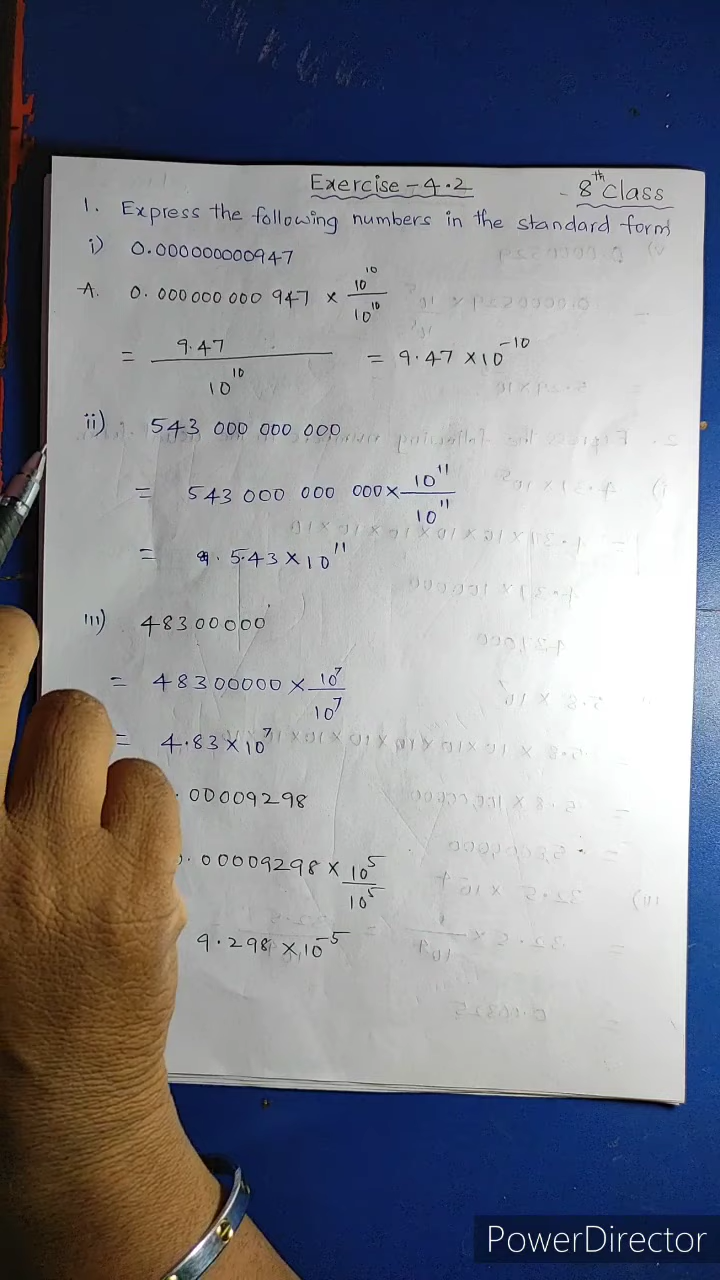 Exercise - 4.2
8th Class
1. Express the following numbers in the standard form
i) 0.000000000947
A. 0.000 000 000 947 × 10^10 / 10^10
= 9.47 / 10^10 = 9.47 × 10^-10
ii) 543 000 000 000
= 543 000 000 000 × 10^11 / 10^11
= 5.43 × 10^11
iii) 48300000
= 48300000 × 10^7 / 10^7
= 4.83 × 10^7
.00009298
.00009298 × 10^5 / 10^5
9.298 × 10^-5
PowerDirector